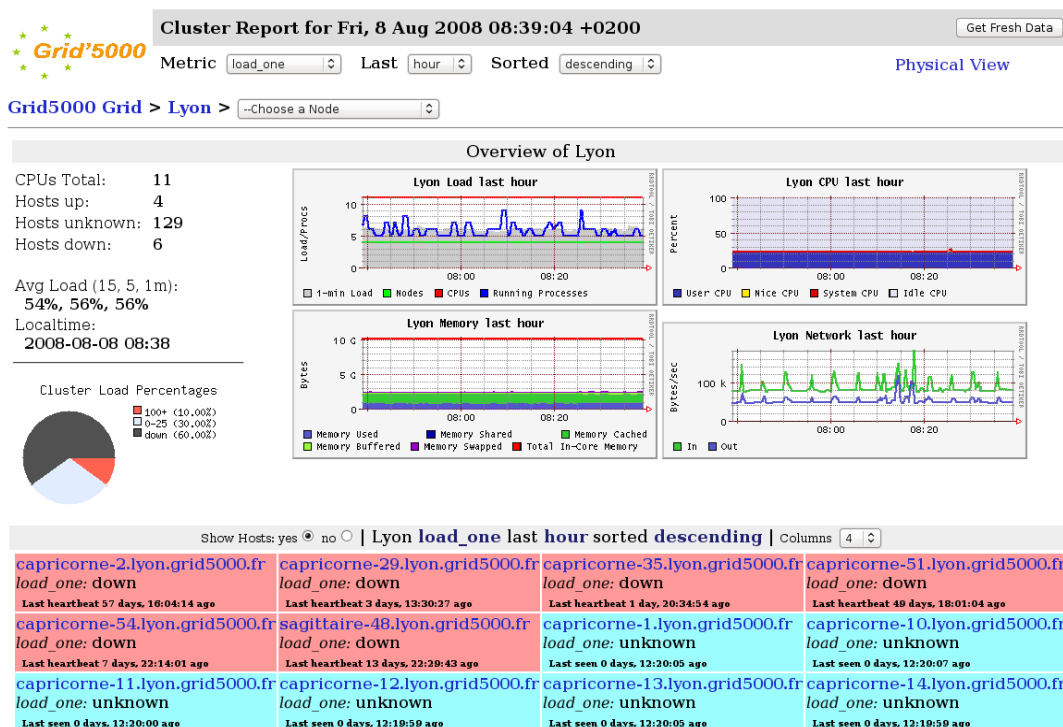 Grid'5000
Cluster Report for Fri, 8 Aug 2008 08:39:04 +0200
Get Fresh Data
Metric load_one Last hour Sorted descending
Physical View
Grid5000 Grid > Lyon > --Choose a Node
Overview of Lyon
CPUs Total: 11
Hosts up: 4
Hosts unknown: 129
Hosts down: 6
Avg Load (15, 5, 1m):
54%, 56%, 56%
Localtime:
2008-08-08 08:38
Cluster Load Percentages
100+ (10.00%)
0-25 (30.00%)
down (60.00%)
Lyon Load last hour
RRDTOOL / TOBI OETIKER
Load/Procs
10
5
0
08:00 08:20
1-min Load Nodes CPUs Running Processes
Lyon CPU last hour
RRDTOOL / TOBI OETIKER
Percent
100
50
0
08:00 08:20
User CPU Nice CPU System CPU Idle CPU
Lyon Memory last hour
RRDTOOL / TOBI OETIKER
Bytes
10 G
5 G
0
08:00 08:20
Memory Used Memory Shared Memory Cached
Memory Buffered Memory Swapped Total In-Core Memory
Lyon Network last hour
RRDTOOL / TOBI OETIKER
Bytes/sec
100 k
0
08:00 08:20
In Out
Show Hosts: yes no | Lyon load_one last hour sorted descending | Columns 4
capricorne-2.lyon.grid5000.fr capricorne-29.lyon.grid5000.fr capricorne-35.lyon.grid5000.fr capricorne-51.lyon.grid5000.fr
load_one: down load_one: down load_one: down load_one: down
Last heartbeat 57 days, 16:04:14 ago Last heartbeat 3 days, 13:30:27 ago Last heartbeat 1 day, 20:34:54 ago Last heartbeat 49 days, 18:01:04 ago
capricorne-54.lyon.grid5000.fr sagittaire-48.lyon.grid5000.fr capricorne-1.lyon.grid5000.fr capricorne-10.lyon.grid5000.fr
load_one: down load_one: down load_one: unknown load_one: unknown
Last heartbeat 7 days, 22:14:01 ago Last heartbeat 13 days, 22:29:43 ago Last seen 0 days, 12:20:05 ago Last seen 0 days, 12:20:07 ago
capricorne-11.lyon.grid5000.fr capricorne-12.lyon.grid5000.fr capricorne-13.lyon.grid5000.fr capricorne-14.lyon.grid5000.fr
load_one: unknown load_one: unknown load_one: unknown load_one: unknown
Last seen 0 days, 12:20:00 ago Last seen 0 days, 12:19:59 ago Last seen 0 days, 12:20:05 ago Last seen 0 days, 12:19:59 ago